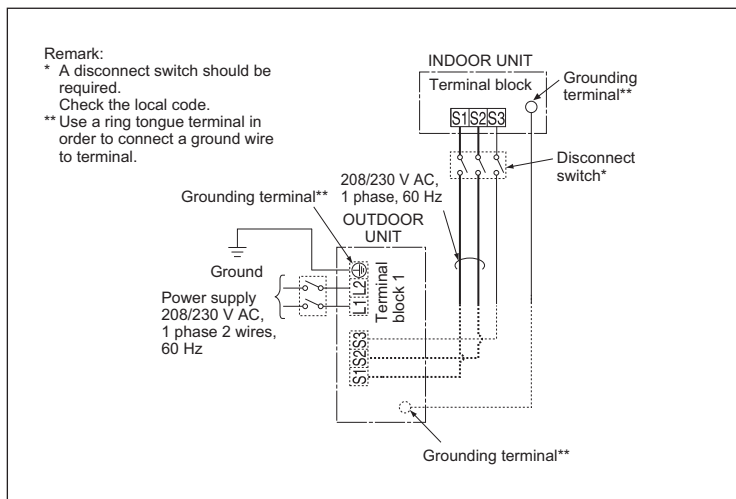 Remark:
* A disconnect switch should be
required.
Check the local code.
** Use a ring tongue terminal in
order to connect a ground wire
to terminal.
INDOOR UNIT
Terminal block
S1 S2 S3
Grounding
terminal**
Disconnect
switch*
208/230 V AC,
1 phase, 60 Hz
Grounding terminal**
OUTDOOR
UNIT
Ground
Power supply
208/230 V AC,
1 phase 2 wires,
60 Hz
L1 L2
Terminal
block 1
S1 S2 S3
Grounding terminal**